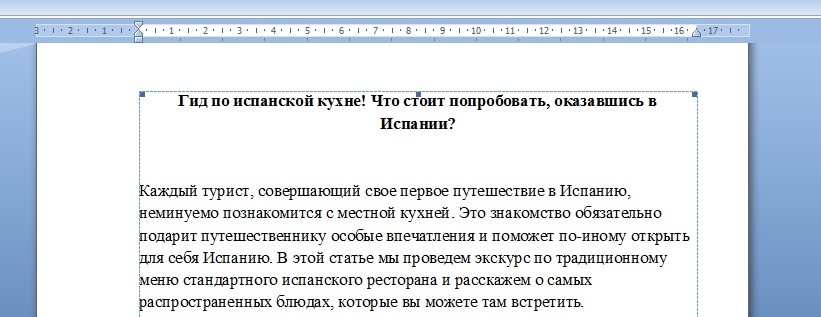 3 2 1 1 2 3 4 5 6 7 8 9 10 11 12 13 14 15 16 17
Гид по испанской кухне! Что стоит попробовать, оказавшись в
Испании?
Каждый турист, совершающий свое первое путешествие в Испанию,
неминуемо познакомится с местной кухней. Это знакомство обязательно
подарит путешественнику особые впечатления и поможет по-иному открыть
для себя Испанию. В этой статье мы проведем экскурс по традиционному
меню стандартного испанского ресторана и расскажем о самых
распространенных блюдах, которые вы можете там встретить.